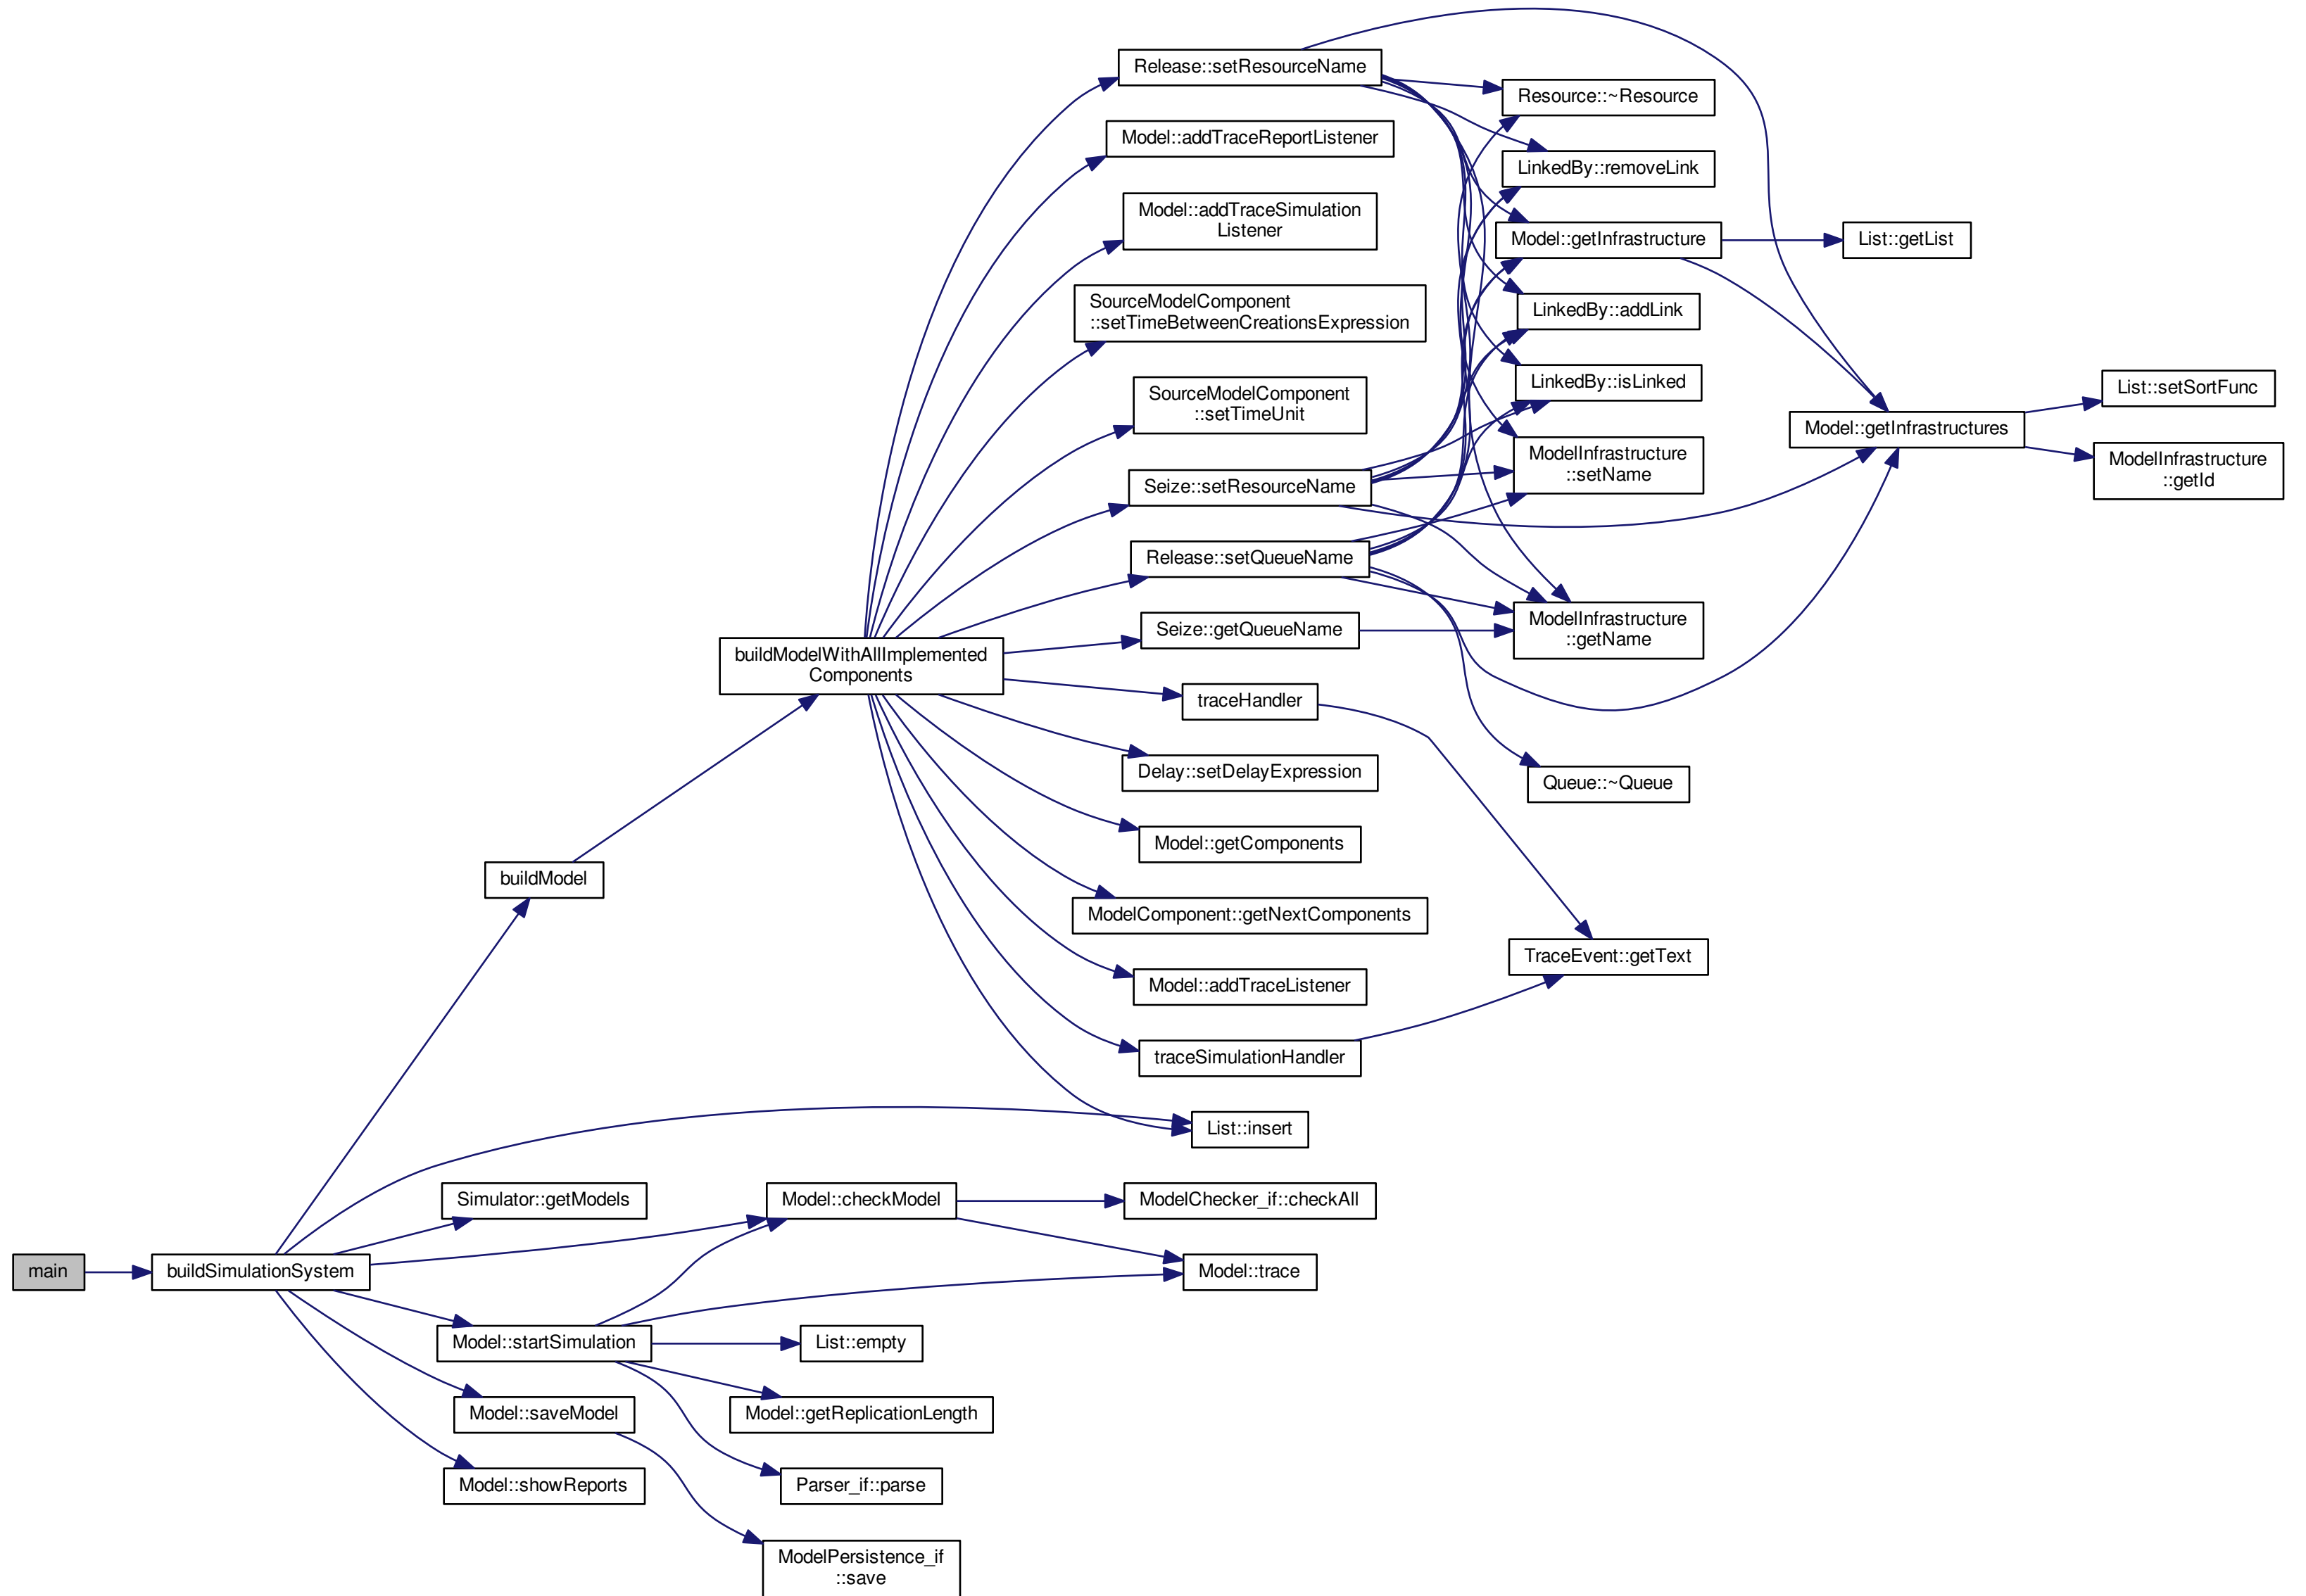 main
buildSimulationSystem
buildModel
Simulator::getModels
Model::startSimulation
Model::saveModel
Model::showReports
buildModelWithAllImplemented
Components
Model::checkModel
List::empty
Model::getReplicationLength
Parser_if::parse
ModelPersistence_if
::save
Release::setResourceName
Model::addTraceReportListener
Model::addTraceSimulation
Listener
SourceModelComponent
::setTimeBetweenCreationsExpression
SourceModelComponent
::setTimeUnit
Seize::setResourceName
Release::setQueueName
Seize::getQueueName
traceHandler
Delay::setDelayExpression
Model::getComponents
ModelComponent::getNextComponents
Model::addTraceListener
traceSimulationHandler
List::insert
ModelChecker_if::checkAll
Model::trace
Resource::~Resource
LinkedBy::removeLink
Model::getInfrastructure
LinkedBy::addLink
LinkedBy::isLinked
ModelInfrastructure
::setName
ModelInfrastructure
::getName
Queue::~Queue
TraceEvent::getText
List::getList
Model::getInfrastructures
List::setSortFunc
ModelInfrastructure
::getId